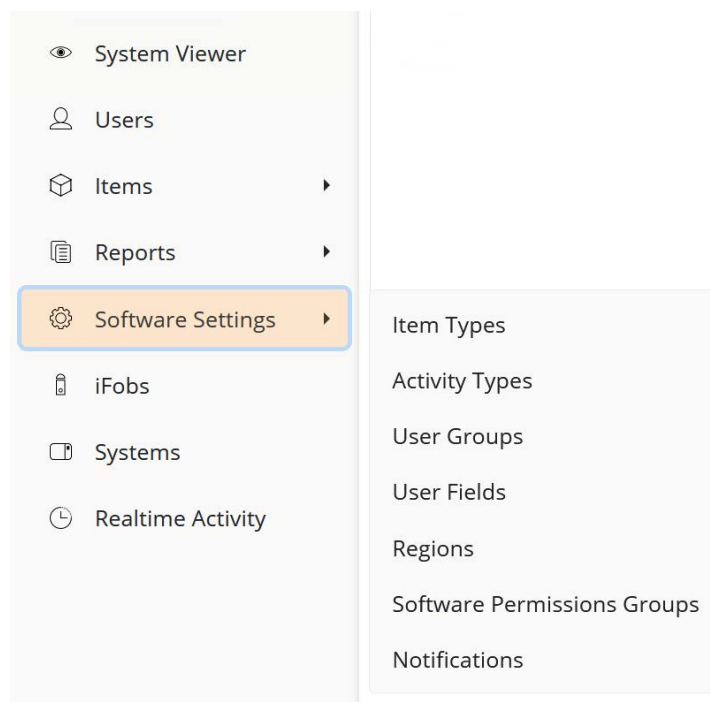 System Viewer
Users
Items
Reports
Software Settings
iFobs
Systems
Realtime Activity
Item Types
Activity Types
User Groups
User Fields
Regions
Software Permissions Groups
Notifications